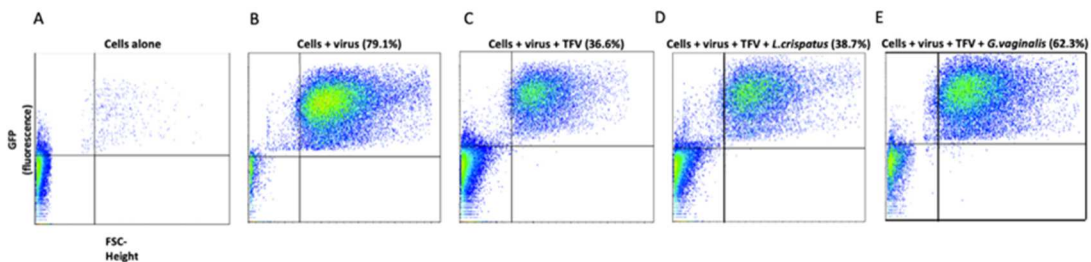 A
Cells alone
B
Cells + virus (79.1%)
C
Cells + virus + TFV (36.6%)
D
Cells + virus + TFV + L.crispatus (38.7%)
E
Cells + virus + TFV + G.vaginalis (62.3%)
GFP
(fluorescence)
FSC-
Height